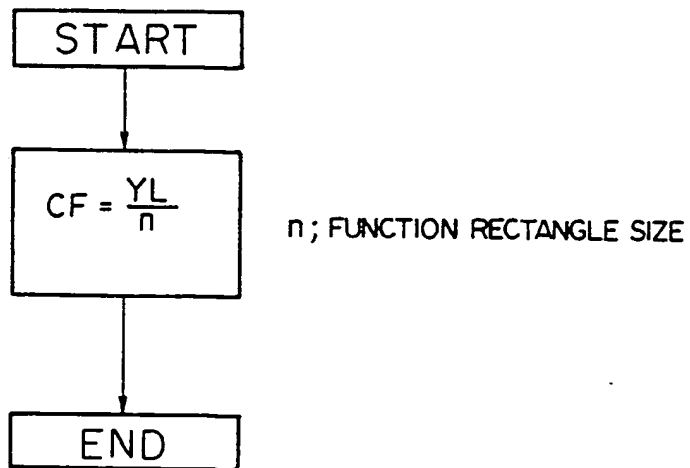 START
CF = YL/n
n; FUNCTION RECTANGLE SIZE
END